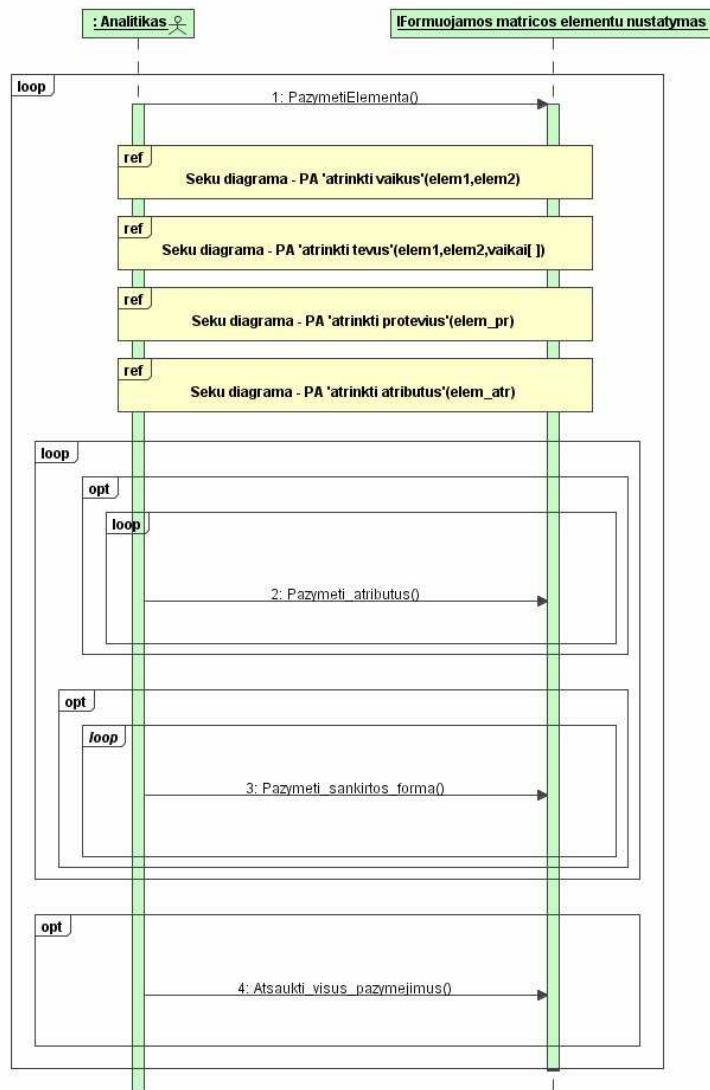 : Analitikas
IFormuojamos matricos elementu nustatymas
loop
1: PazymetiElementa()
ref
Seku diagrama - PA 'atrinkti vaikus'(elem1,elem2)
ref
Seku diagrama - PA 'atrinkti tevus'(elem1,elem2,vaikai[ ])
ref
Seku diagrama - PA 'atrinkti protevius'(elem_pr)
ref
Seku diagrama - PA 'atrinkti atributus'(elem_atr)
loop
opt
loop
2: Pazymeti_atributus()
opt
loop
3: Pazymeti_sankirtos_forma()
opt
4: Atsaukti_visus_pazymejimus()